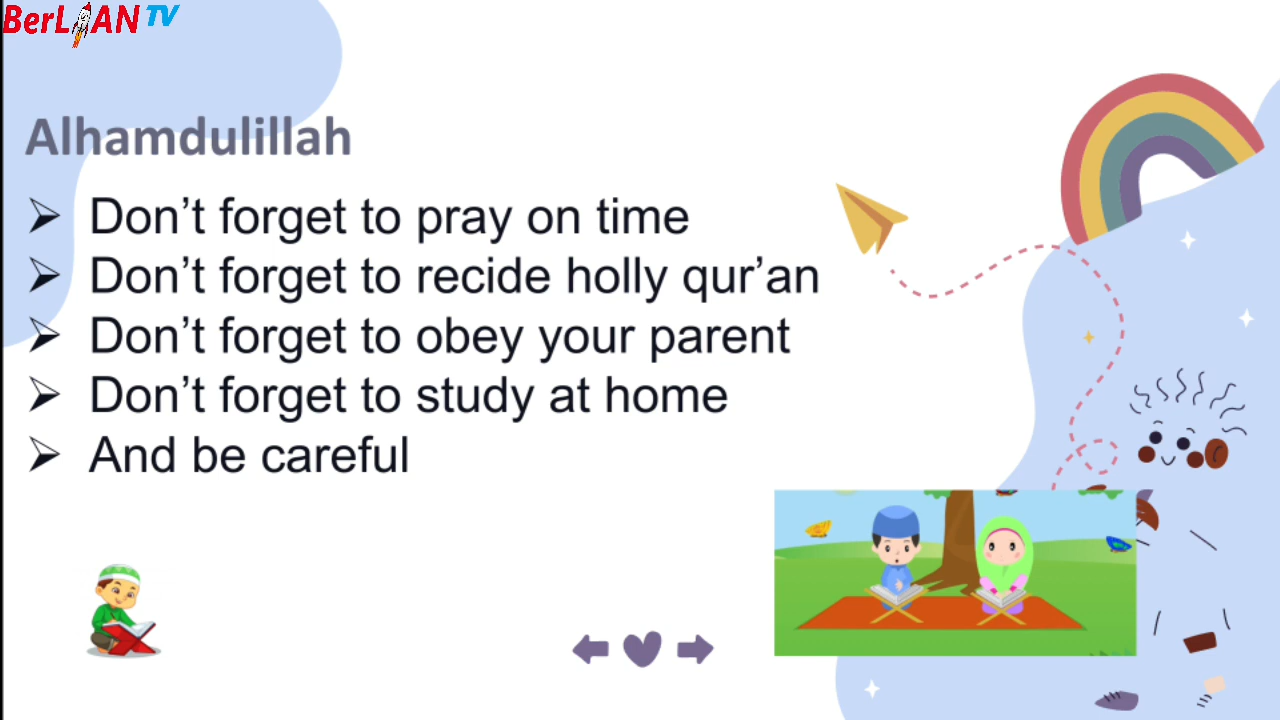 BerLIAN TV
Alhamdulillah
➢ Don’t forget to pray on time
➢ Don’t forget to recide holly qur’an
➢ Don’t forget to obey your parent
➢ Don’t forget to study at home
➢ And be careful